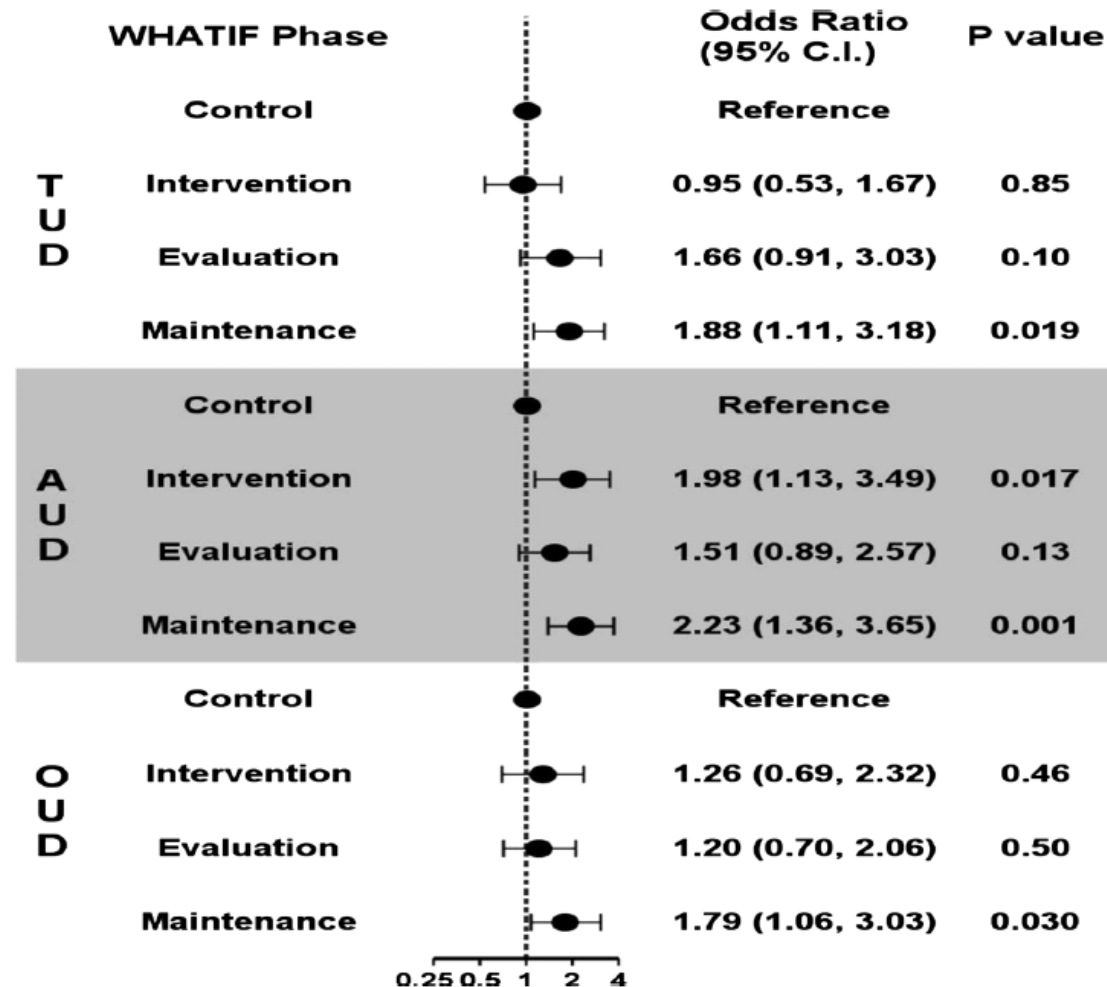 WHATIF Phase Odds Ratio (95% C.I.) P value
TUD
Control Reference
Intervention 0.95 (0.53, 1.67) 0.85
Evaluation 1.66 (0.91, 3.03) 0.10
Maintenance 1.88 (1.11, 3.18) 0.019
AUD
Control Reference
Intervention 1.98 (1.13, 3.49) 0.017
Evaluation 1.51 (0.89, 2.57) 0.13
Maintenance 2.23 (1.36, 3.65) 0.001
OUD
Control Reference
Intervention 1.26 (0.69, 2.32) 0.46
Evaluation 1.20 (0.70, 2.06) 0.50
Maintenance 1.79 (1.06, 3.03) 0.030
0.25 0.5 1 2 4